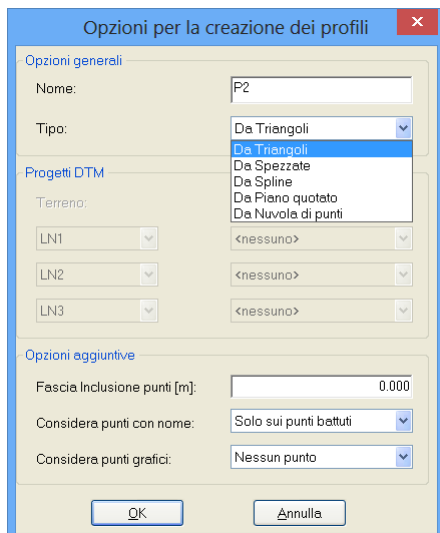 Opzioni per la creazione dei profili
Opzioni generali
Nome: P2
Tipo: Da Triangoli
Da Triangoli
Da Spezzate
Da Spline
Da Piano quotato
Da Nuvola di punti
Progetti DTM
Terreno:
LN1 <nessuno>
LN2 <nessuno>
LN3 <nessuno>
Opzioni aggiuntive
Fascia Inclusione punti [m]: 0.000
Considera punti con nome: Solo sui punti battuti
Considera punti grafici: Nessun punto
OK Annulla